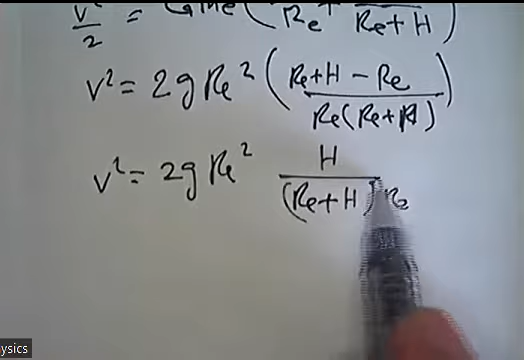 v²/2 = GMe ( 1/Re + 1/(Re+H) )
v² = 2gRe² ( (Re+H − Re) / (Re(Re+H)) )
v² = 2gRe² H / ((Re+H) Re)
ysics